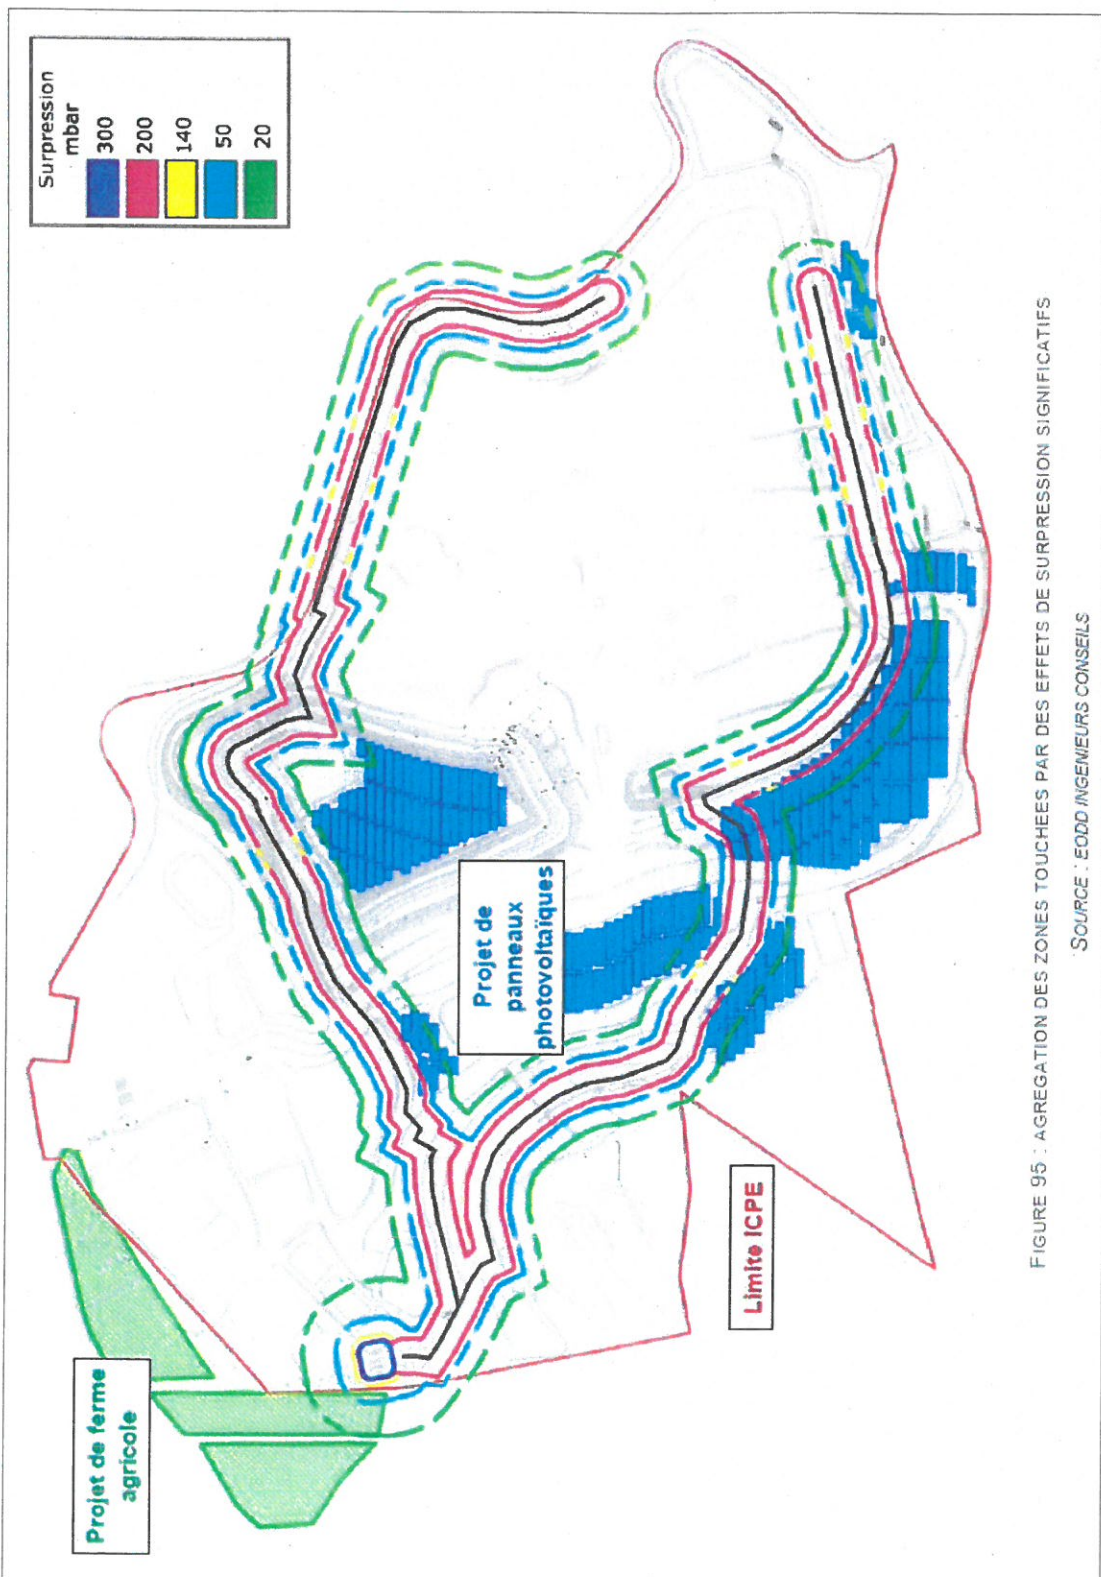 Surpression
mbar
300
200
140
50
20
Projet de ferme
agricole
Projet de
panneaux
photovoltaïques
Limite ICPE
FIGURE 95 : AGREGATION DES ZONES TOUCHEES PAR DES EFFETS DE SURPRESSION SIGNIFICATIFS
SOURCE : EODD INGENIEURS CONSEILS